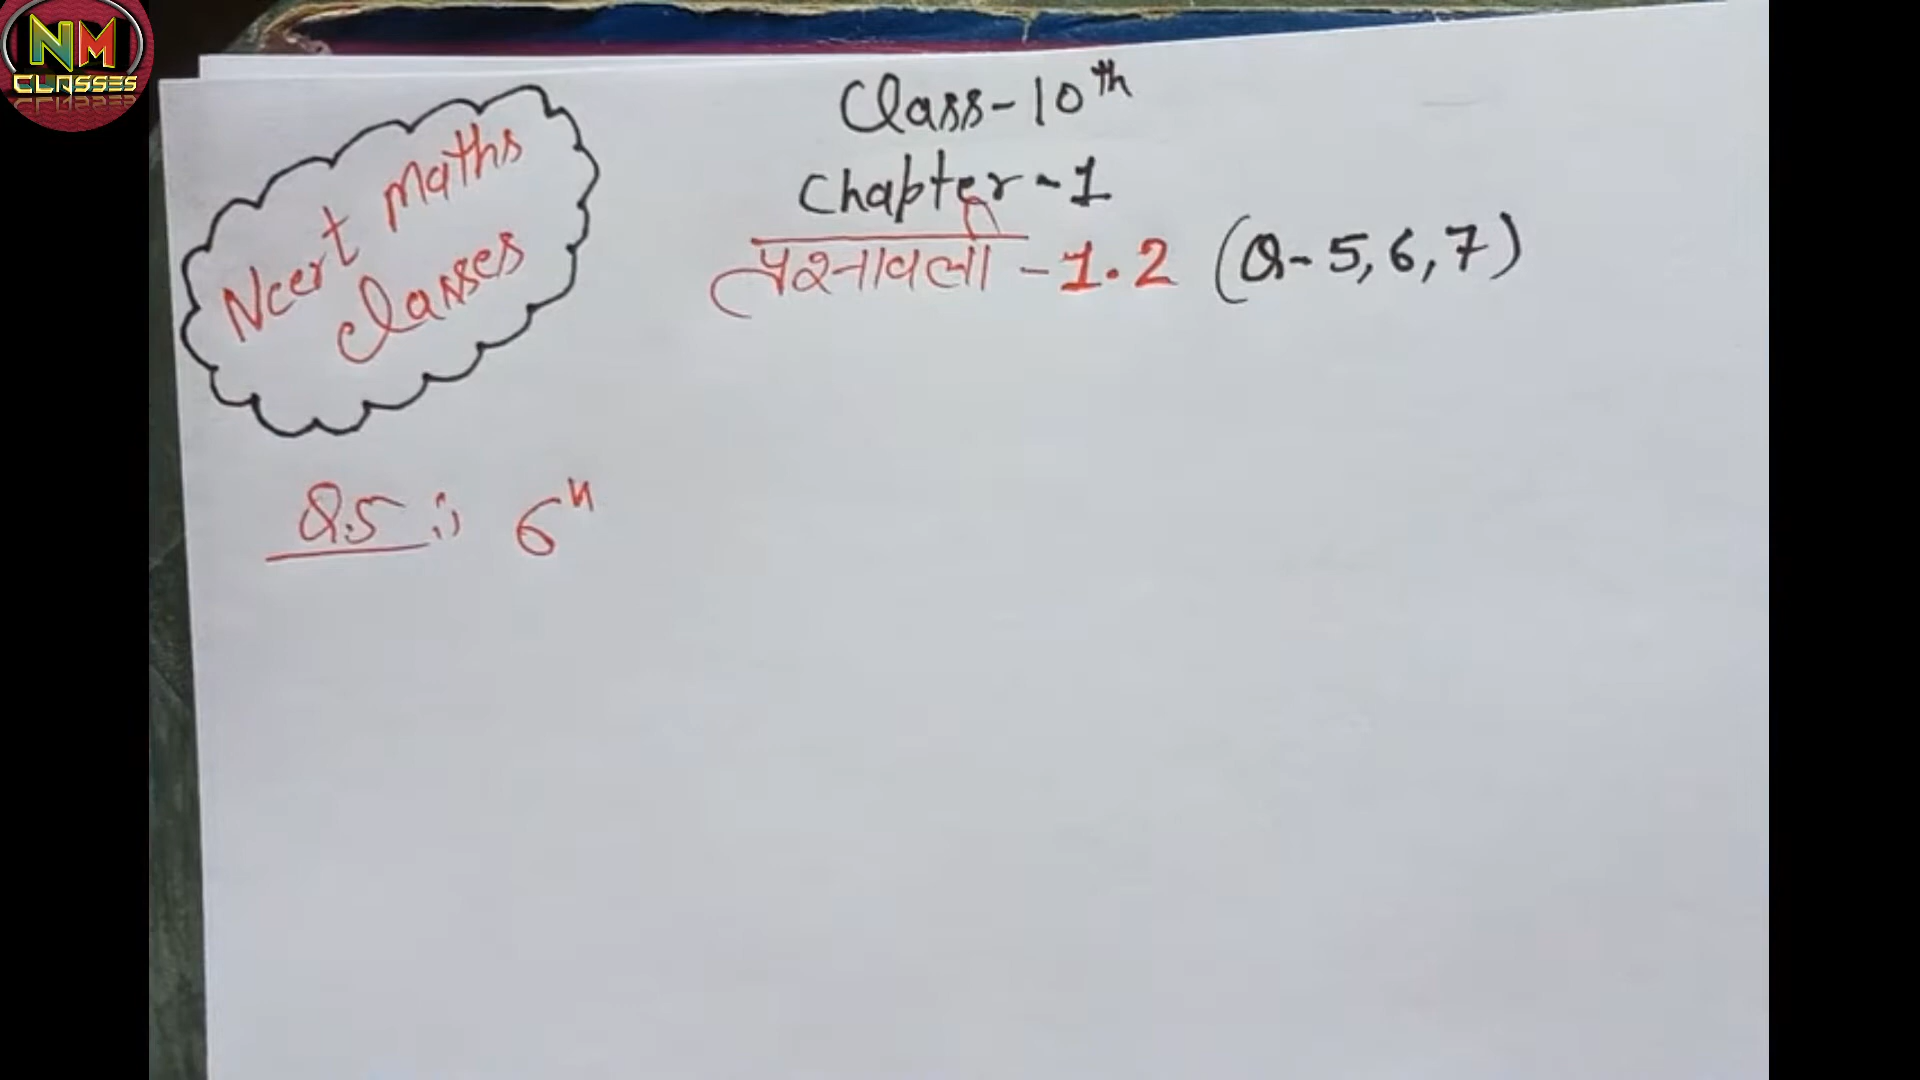 NM
CLASSES
Ncert maths
classes
Class-10th
Chapter-1
प्रश्नावली-1.2 (Q-5,6,7)
Q.5 :) 6ⁿ